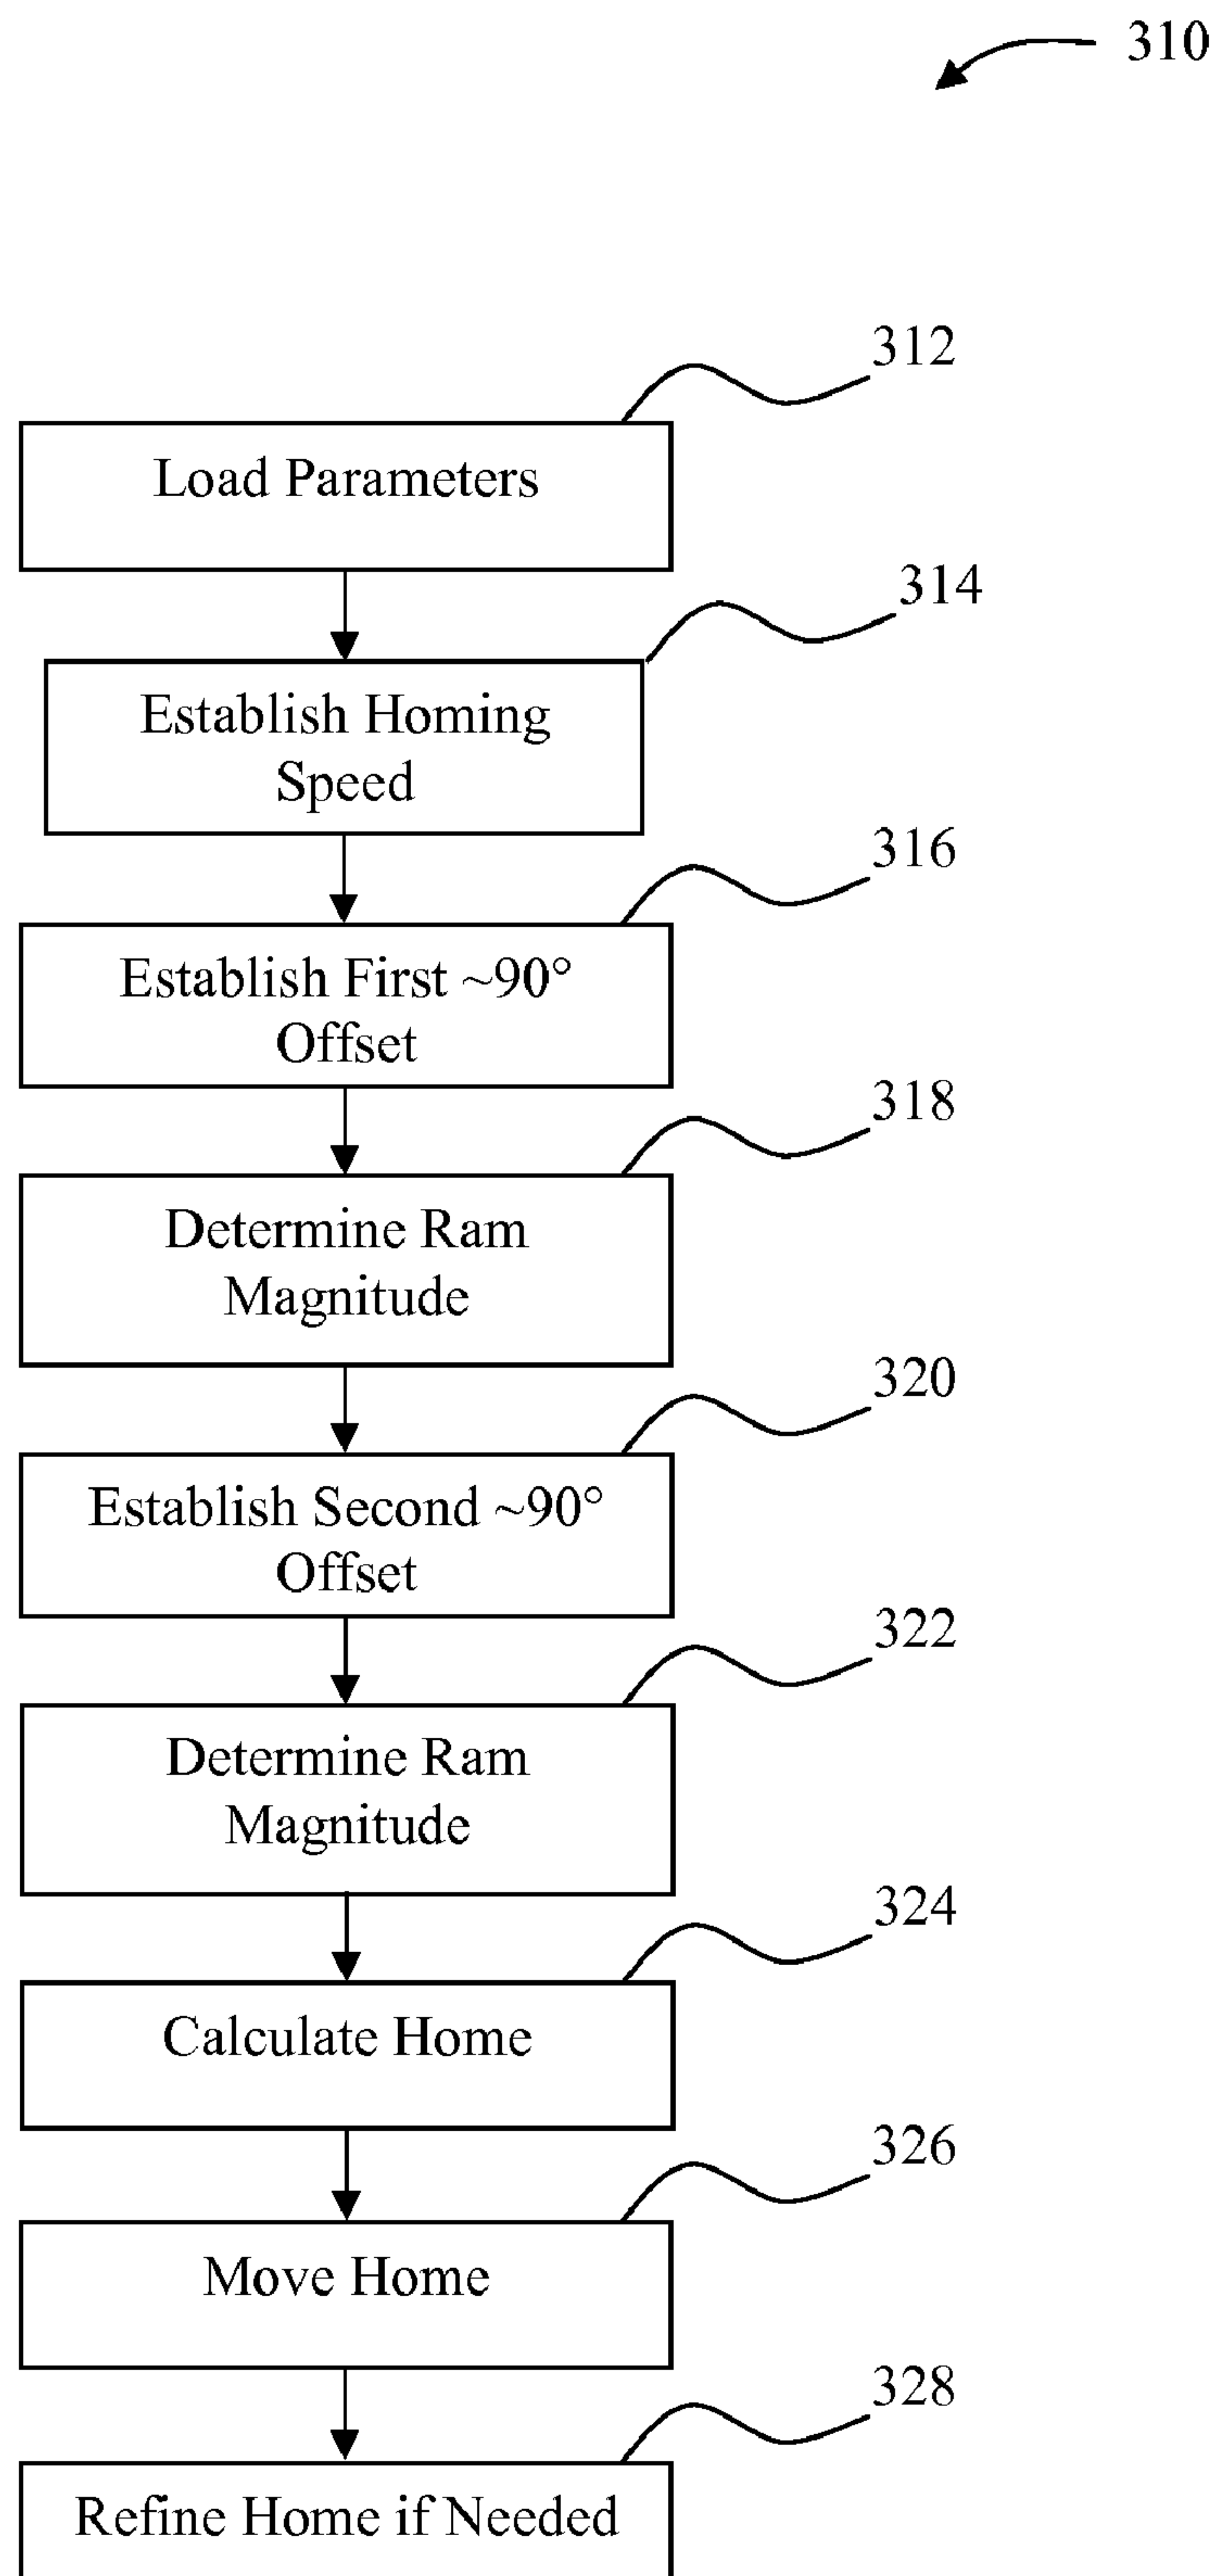 310
312
Load Parameters
314
Establish Homing
Speed
316
Establish First ~90°
Offset
318
Determine Ram
Magnitude
320
Establish Second ~90°
Offset
322
Determine Ram
Magnitude
324
Calculate Home
326
Move Home
328
Refine Home if Needed